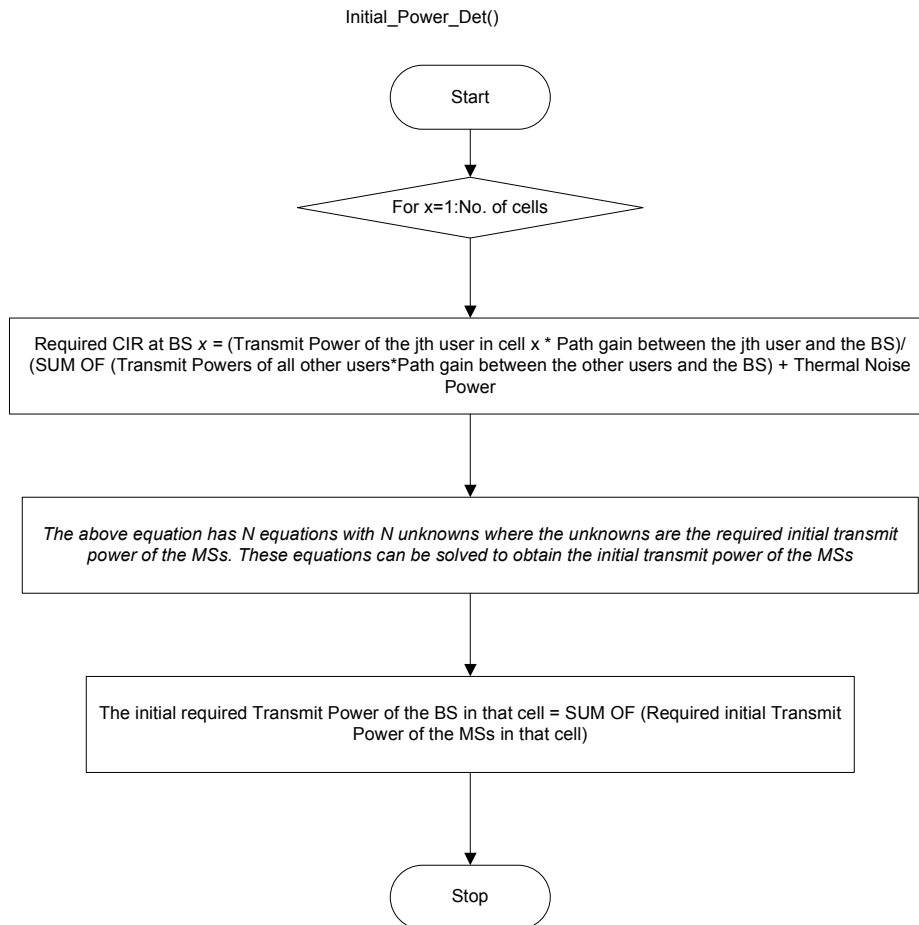 Initial_Power_Det()
Start
For x=1:No. of cells
Required CIR at BS x = (Transmit Power of the jth user in cell x * Path gain between the jth user and the BS)/
(SUM OF (Transmit Powers of all other users*Path gain between the other users and the BS) + Thermal Noise
Power
The above equation has N equations with N unknowns where the unknowns are the required initial transmit
power of the MSs. These equations can be solved to obtain the initial transmit power of the MSs
The initial required Transmit Power of the BS in that cell = SUM OF (Required initial Transmit
Power of the MSs in that cell)
Stop